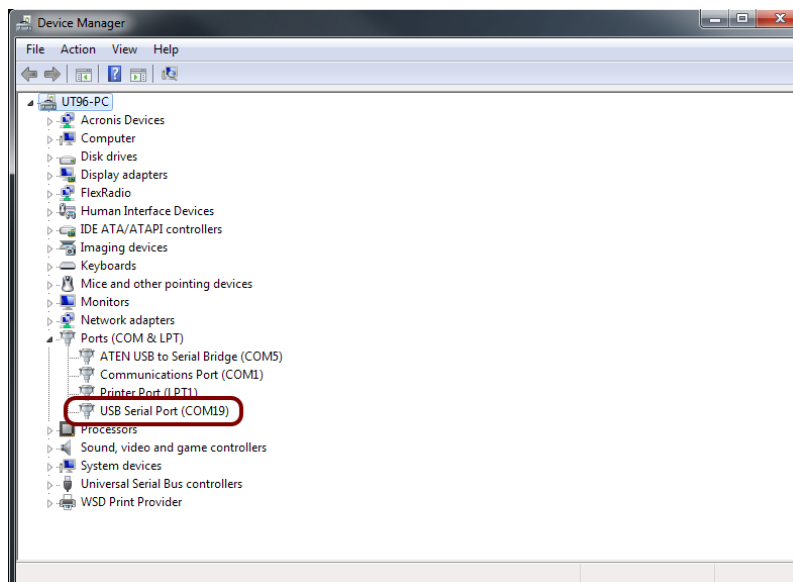 Device Manager
File Action View Help
UT96-PC
Acronis Devices
Computer
Disk drives
Display adapters
FlexRadio
Human Interface Devices
IDE ATA/ATAPI controllers
Imaging devices
Keyboards
Mice and other pointing devices
Monitors
Network adapters
Ports (COM & LPT)
ATEN USB to Serial Bridge (COM5)
Communications Port (COM1)
Printer Port (LPT1)
USB Serial Port (COM19)
Processors
Sound, video and game controllers
System devices
Universal Serial Bus controllers
WSD Print Provider